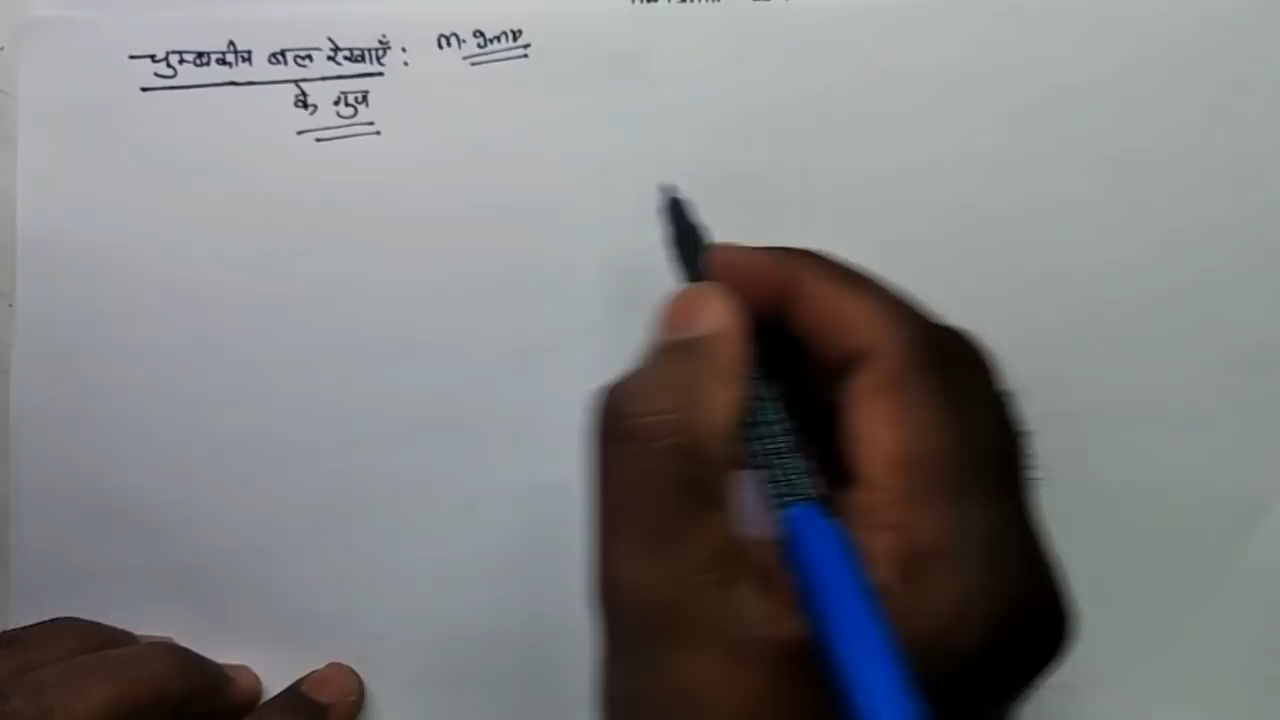 चुम्बकीय बल रेखाएँ : M. Imp
के गुण